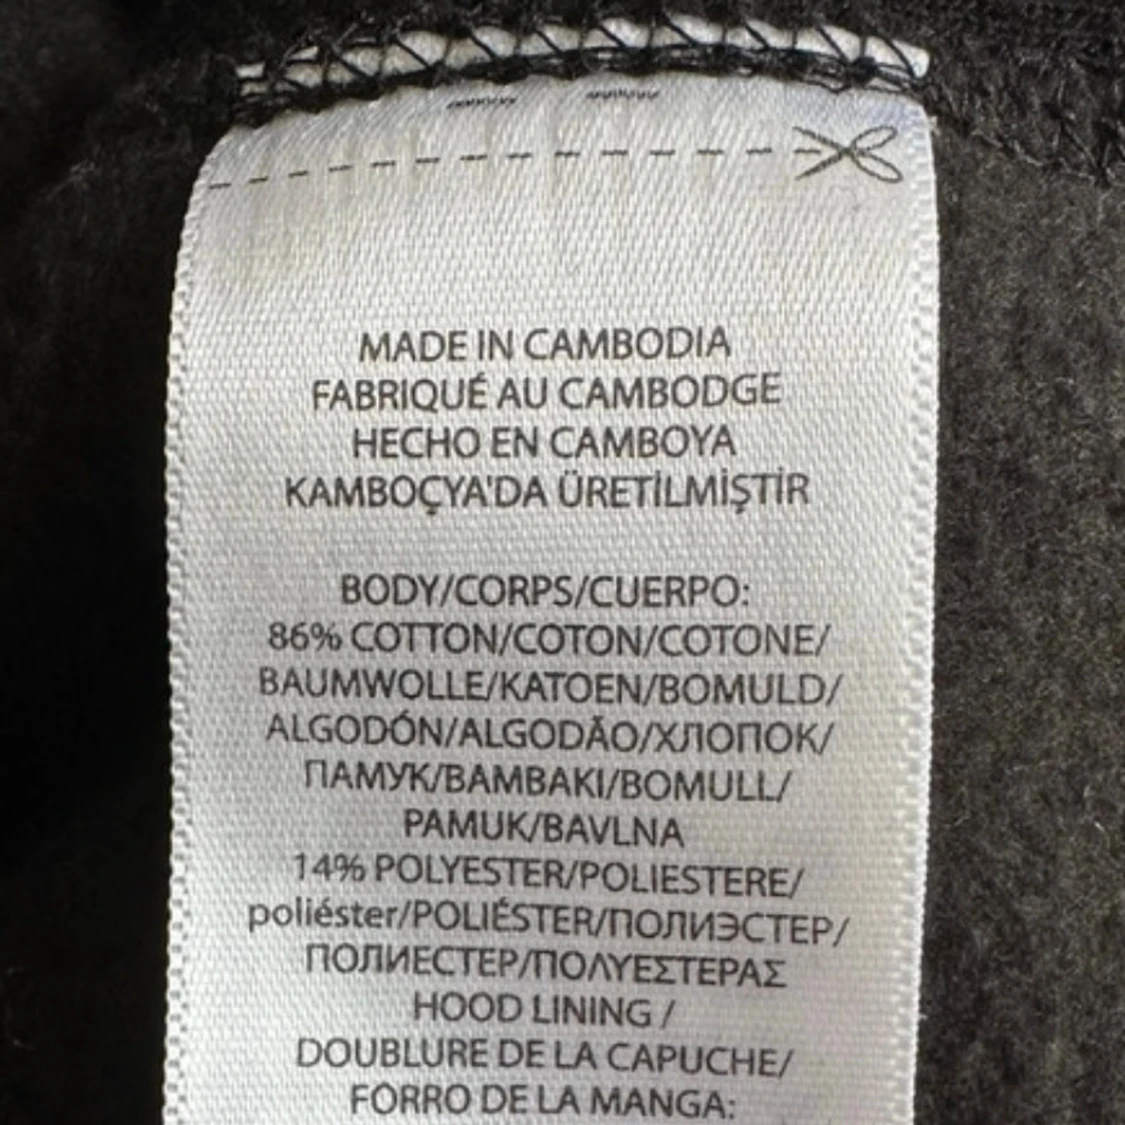 MADE IN CAMBODIA
FABRIQUÉ AU CAMBODGE
HECHO EN CAMBOYA
KAMBOÇYA'DA ÜRETİLMİŞTİR
BODY/CORPS/CUERPO:
86% COTTON/COTON/COTONE/
BAUMWOLLE/KATOEN/BOMULD/
ALGODÓN/ALGODÃO/ХЛОПОК/
ПАМУК/BAMBAKI/BOMULL/
PAMUK/BAVLNA
14% POLYESTER/POLIESTERE/
poliéster/POLIÉSTER/ПОЛИЭСТЕР/
ПОЛИЕСТЕР/ΠΟΛΥΕΣΤΕΡΑΣ
HOOD LINING /
DOUBLURE DE LA CAPUCHE/
FORRO DE LA MANGA: